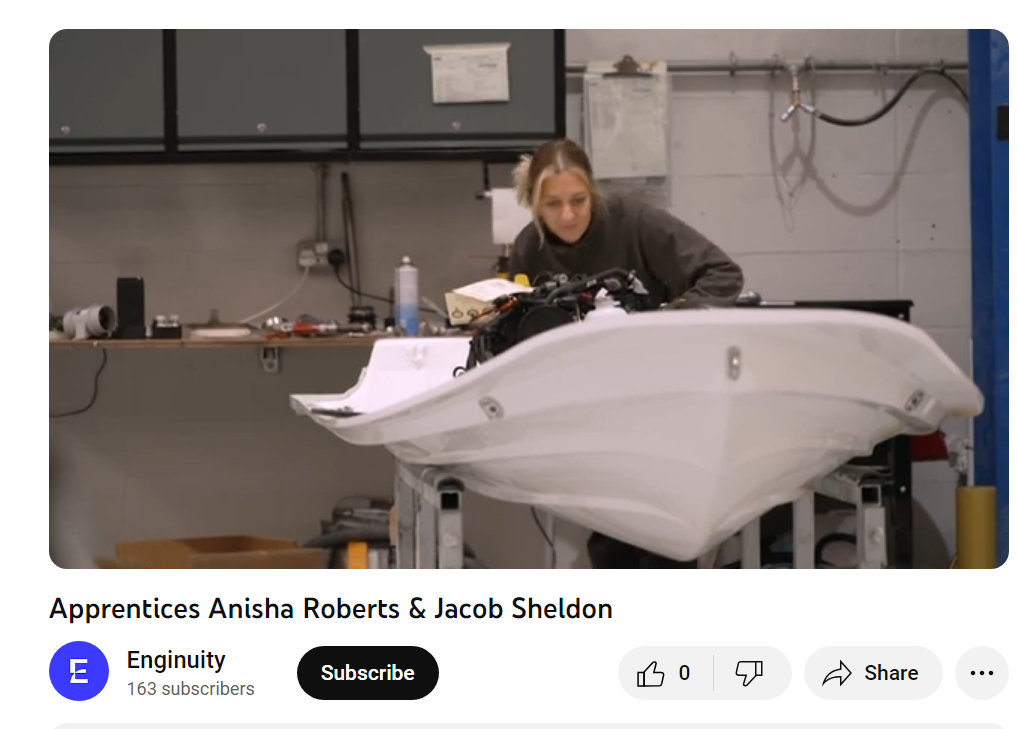 Apprentices Anisha Roberts & Jacob Sheldon
E
Enginuity
163 subscribers
Subscribe
0
Share